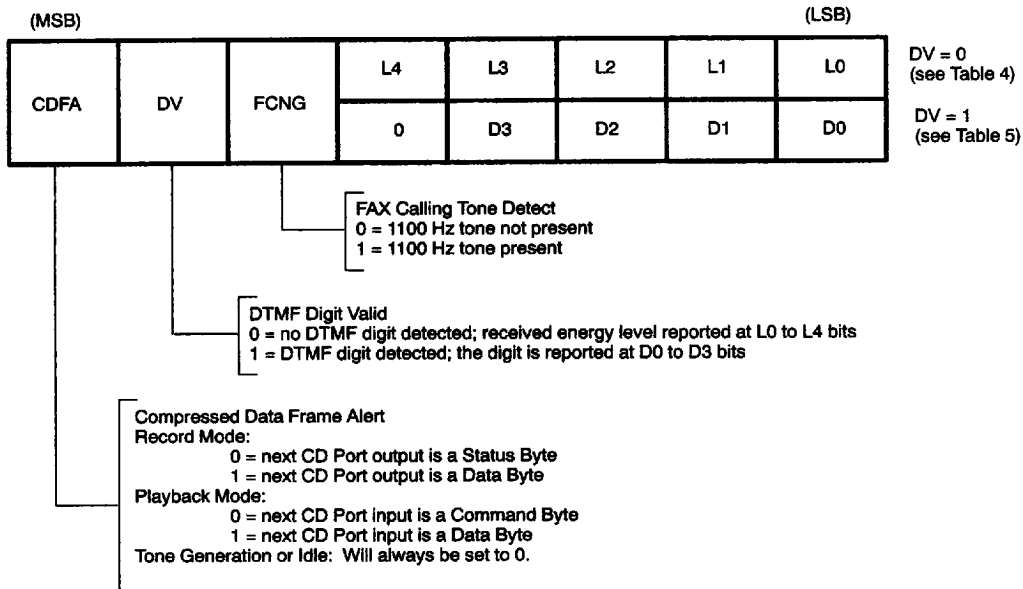 (MSB) (LSB)
CDFA DV FCNG L4 L3 L2 L1 L0
0 D3 D2 D1 D0
DV = 0
(see Table 4)
DV = 1
(see Table 5)
FAX Calling Tone Detect
0 = 1100 Hz tone not present
1 = 1100 Hz tone present
DTMF Digit Valid
0 = no DTMF digit detected; received energy level reported at L0 to L4 bits
1 = DTMF digit detected; the digit is reported at D0 to D3 bits
Compressed Data Frame Alert
Record Mode:
0 = next CD Port output is a Status Byte
1 = next CD Port output is a Data Byte
Playback Mode:
0 = next CD Port input is a Command Byte
1 = next CD Port input is a Data Byte
Tone Generation or Idle: Will always be set to 0.